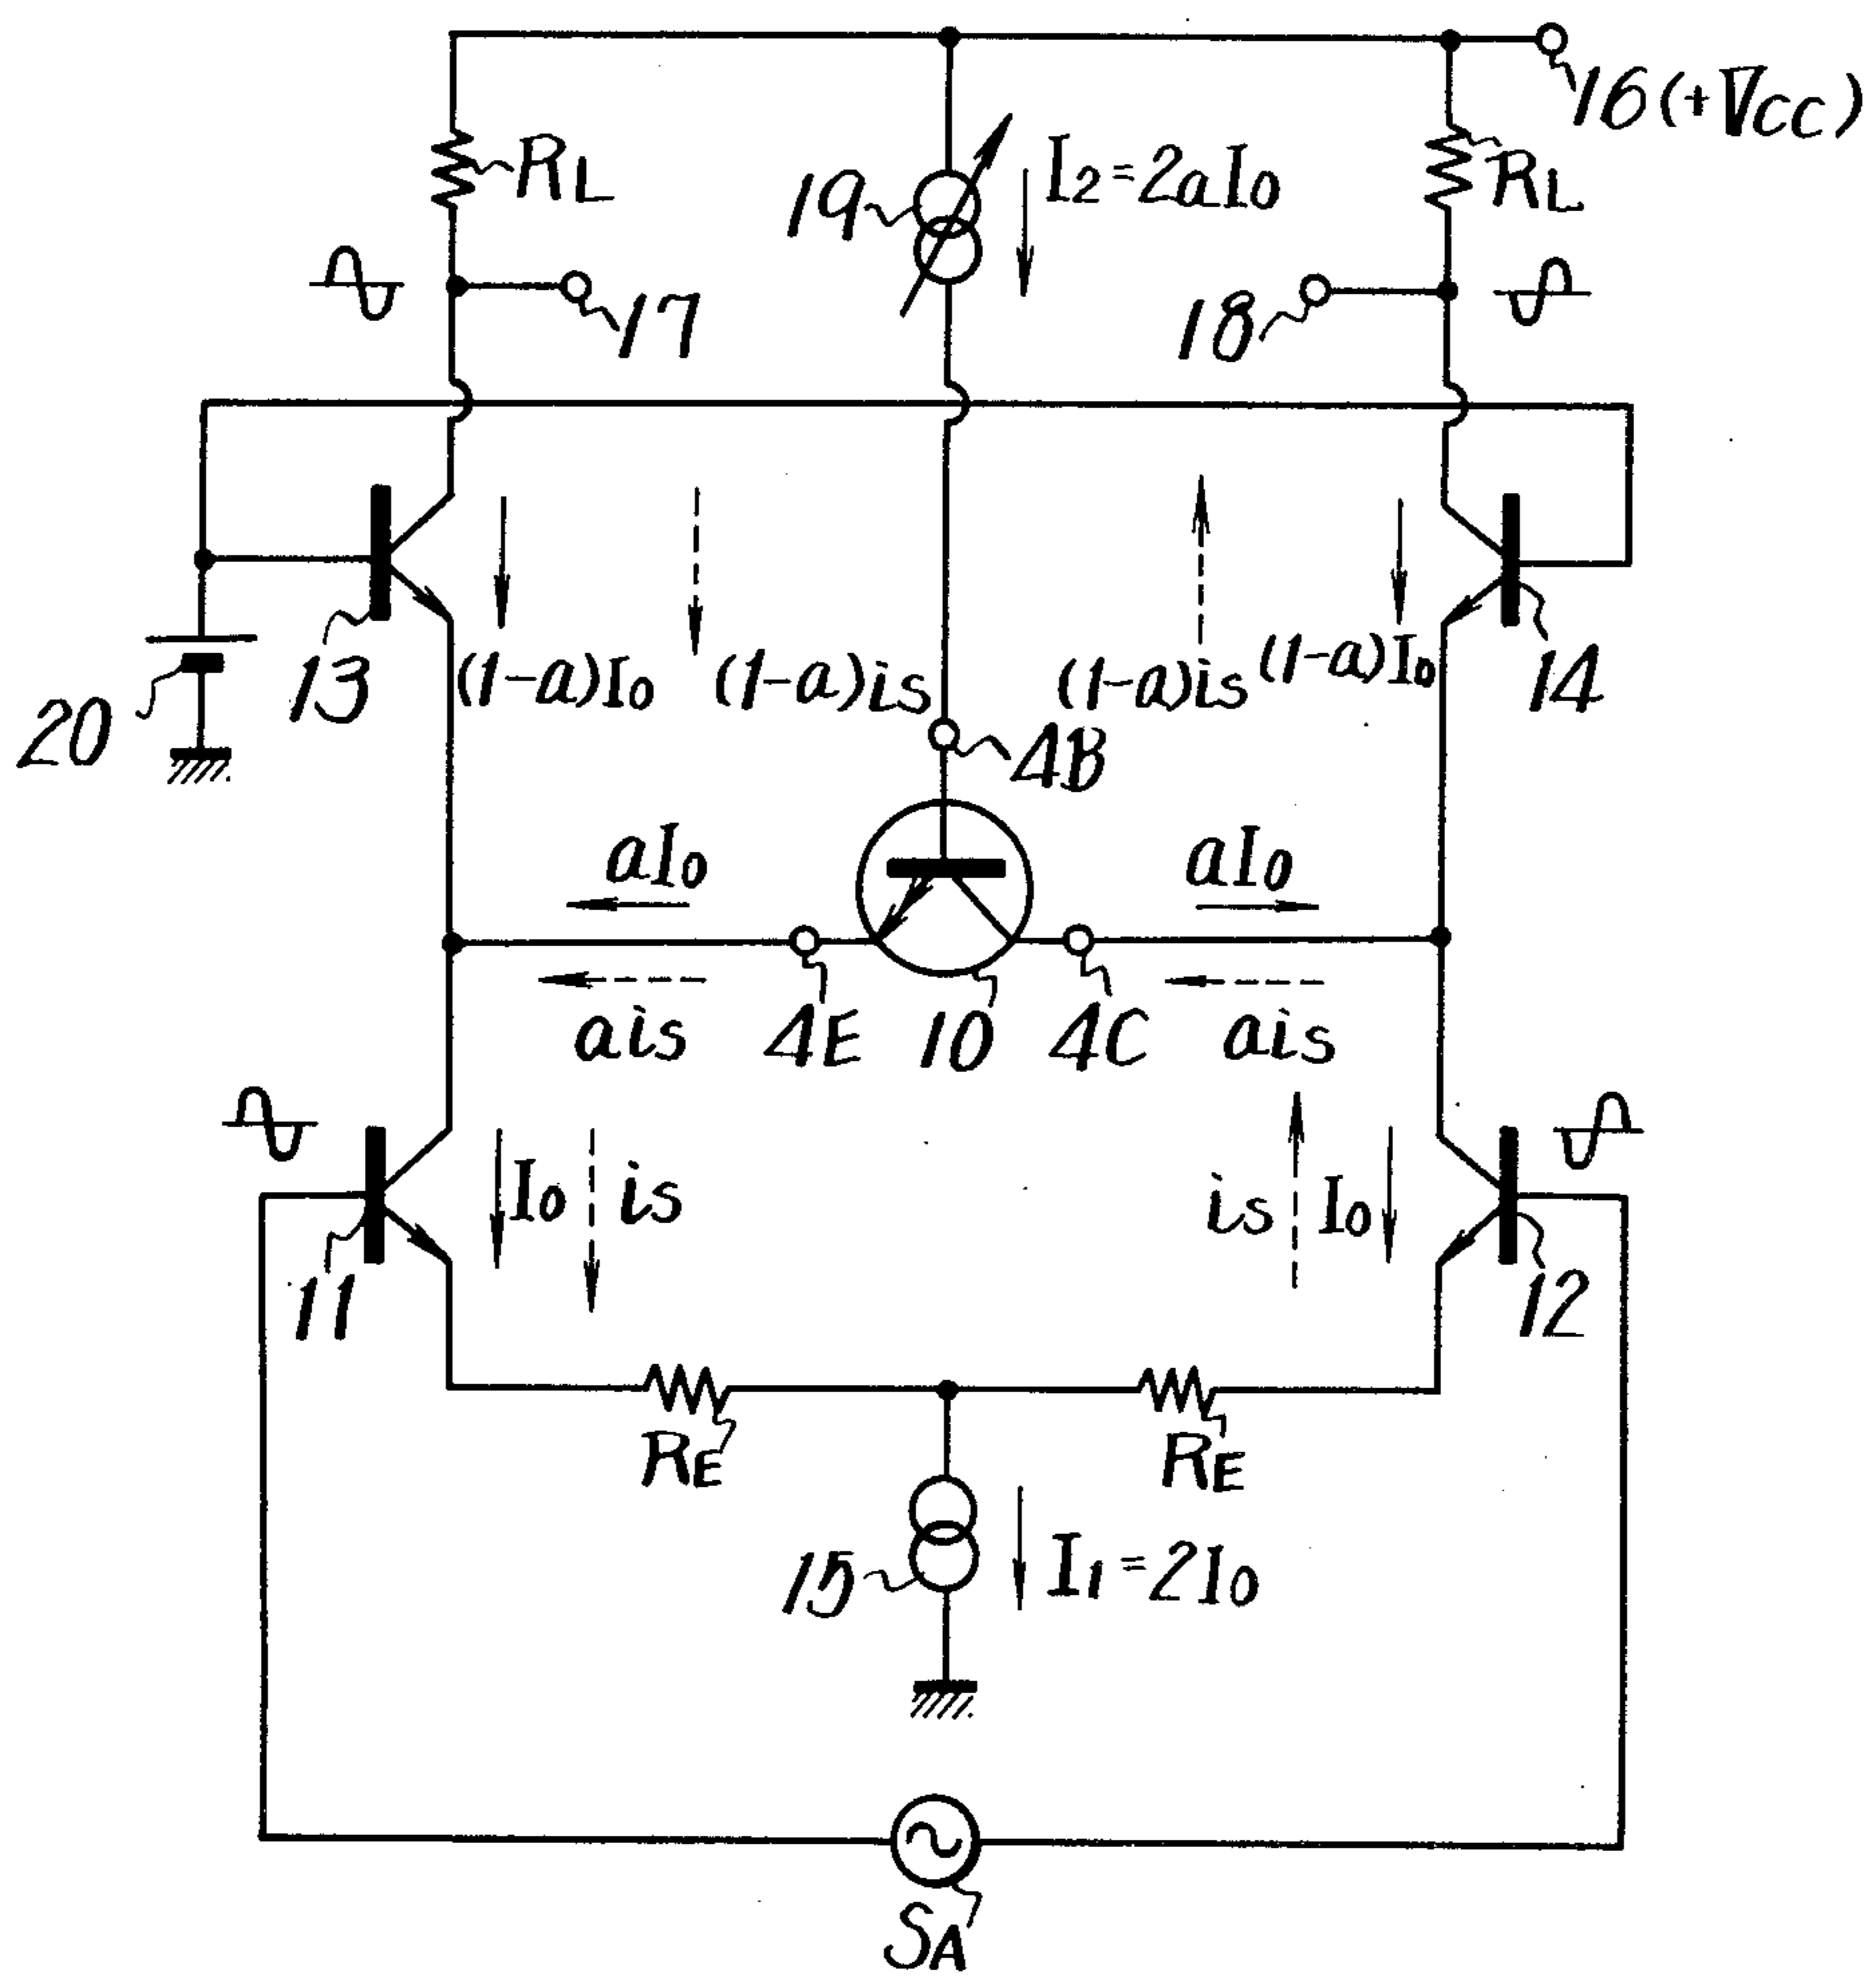 16(+Vcc)
RL
19
I2=2aI0
RL
17
18
13
(1-a)I0
(1-a)is
(1-a)is
(1-a)I0
14
20
4B
aI0
aI0
ais
4E
10
4C
ais
11
I0
is
is
I0
12
RE
RE
15
I1=2I0
SA